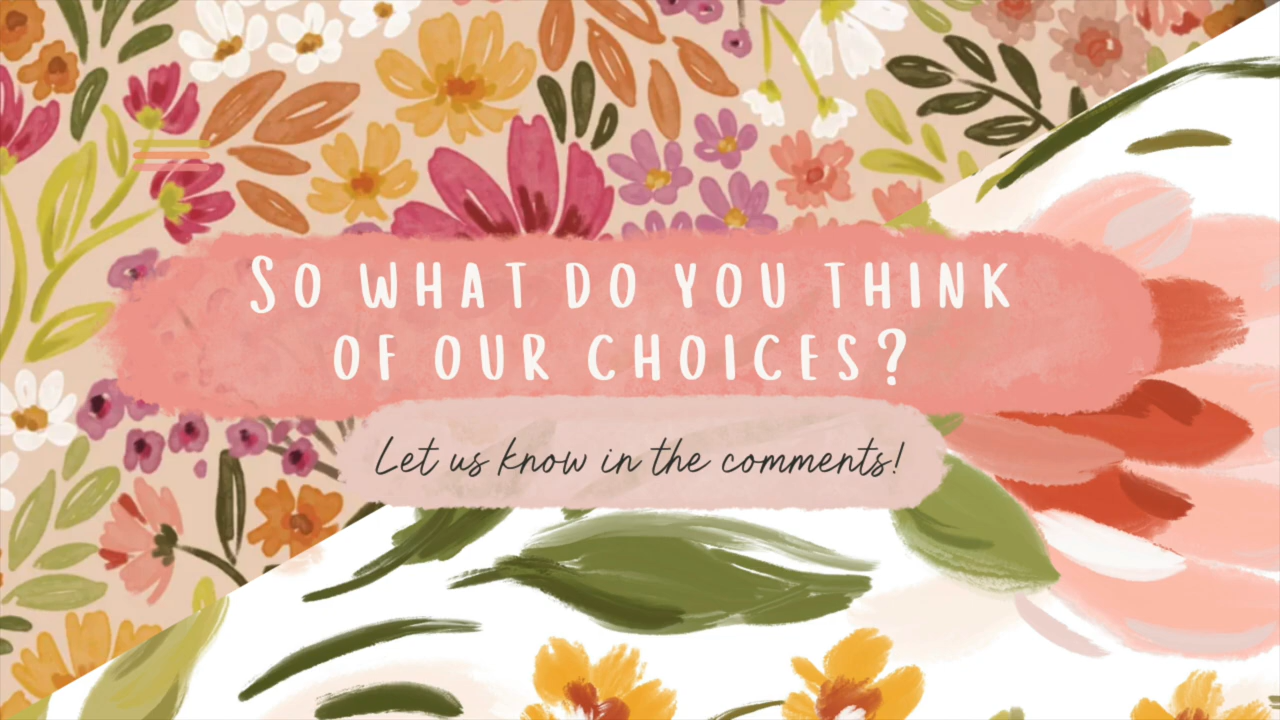 So WHAT DO YOU THINK
OF OUR CHOICES?
Let us know in the comments!